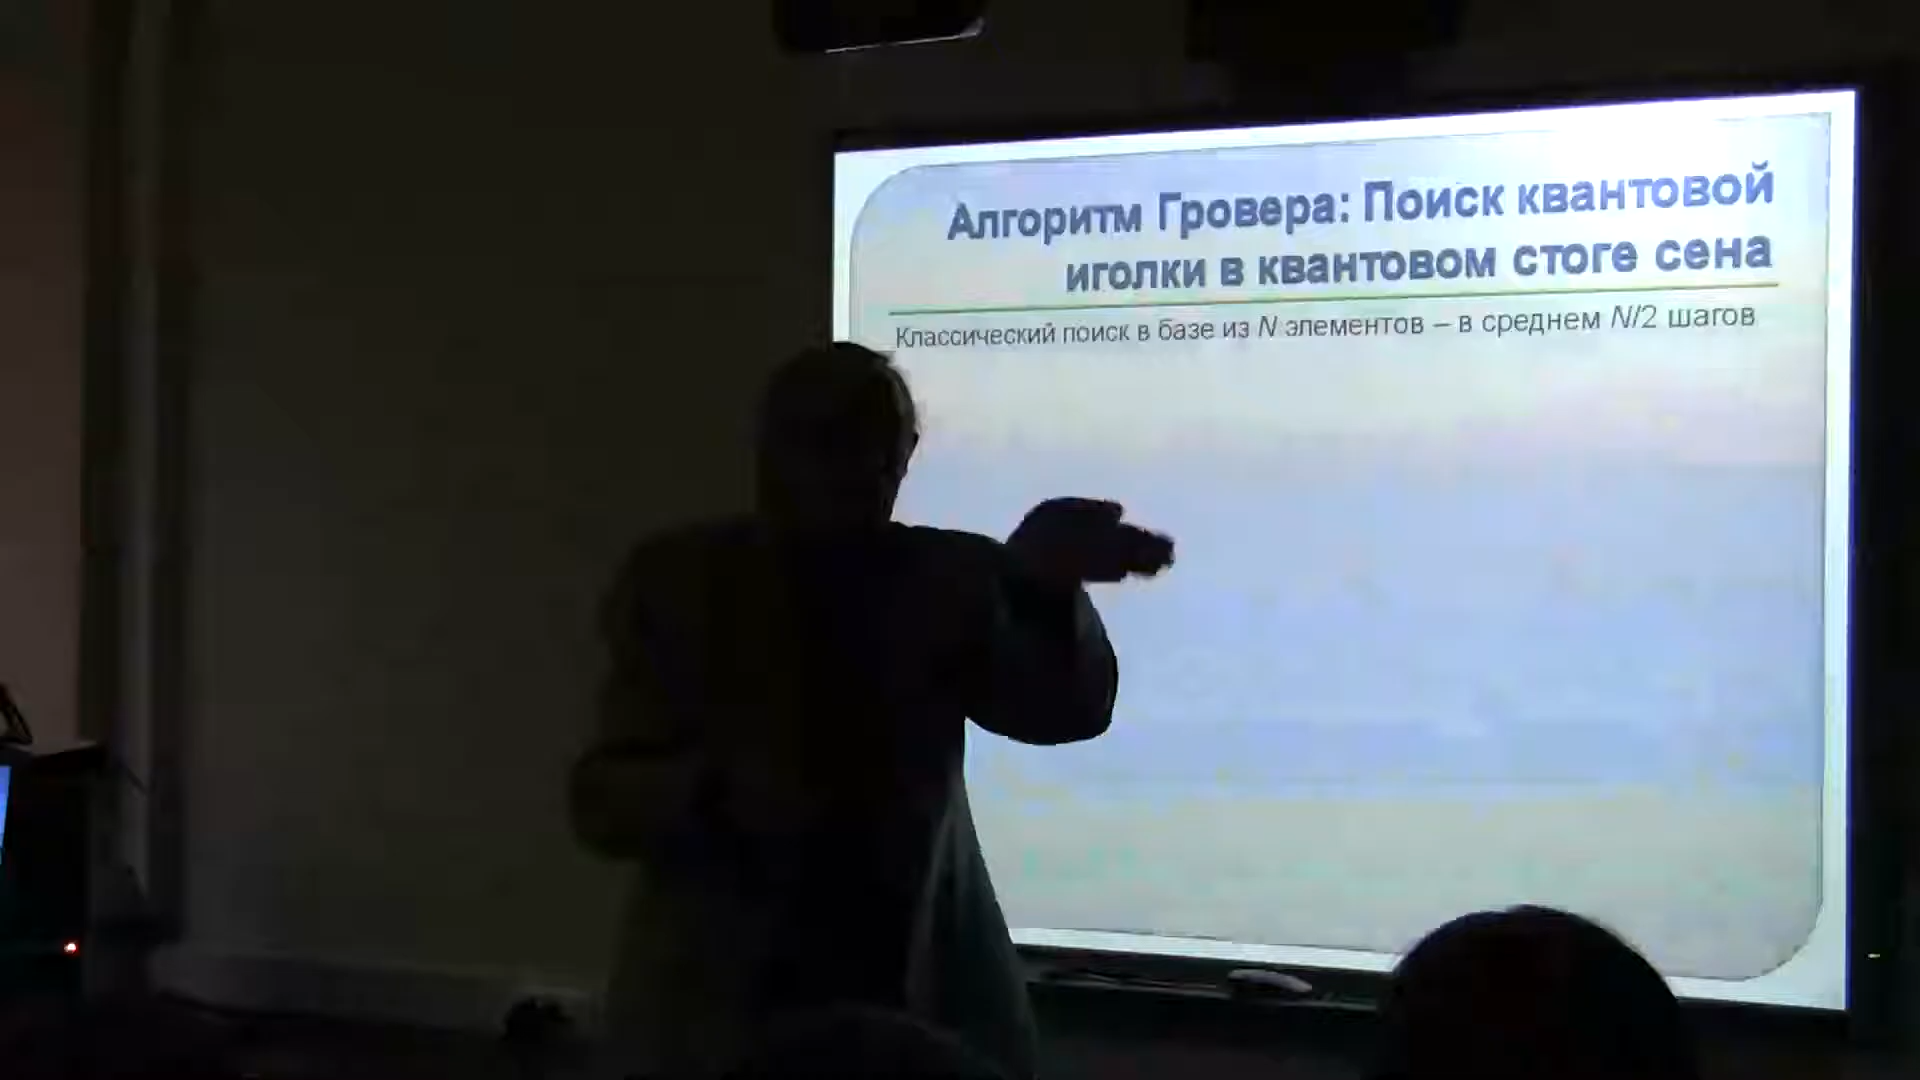 Алгоритм Гровера: Поиск квантовой
иголки в квантовом стоге сена
Классический поиск в базе из N элементов – в среднем N/2 шагов